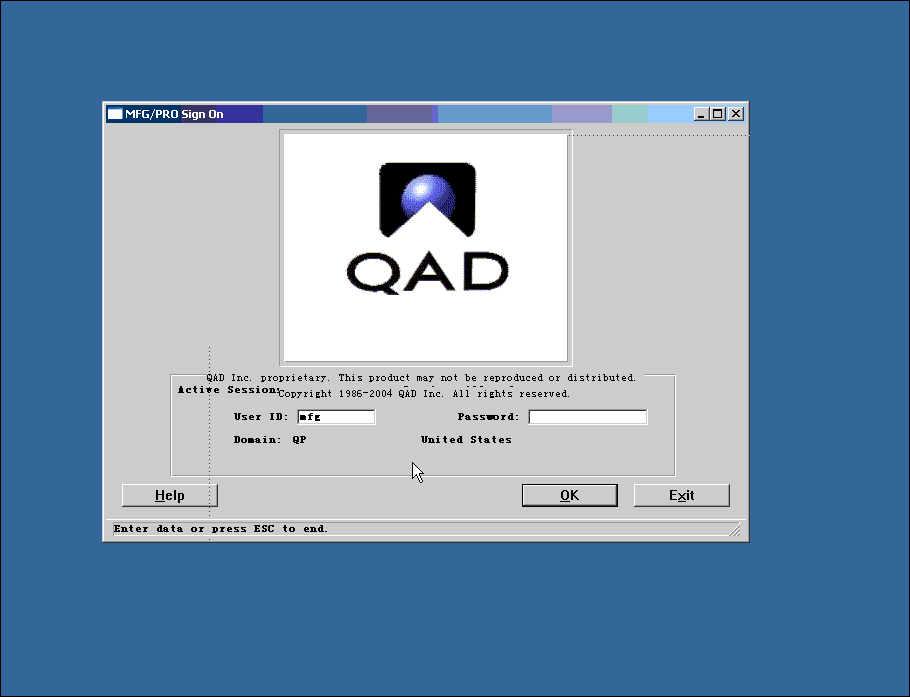 MFG/PRO Sign On
QAD
QAD Inc. proprietary. This product may not be reproduced or distributed.
Active Session:
Copyright 1986-2004 QAD Inc. All rights reserved.
User ID: mfg Password:
Domain: QP United States
Help OK Exit
Enter data or press ESC to end.